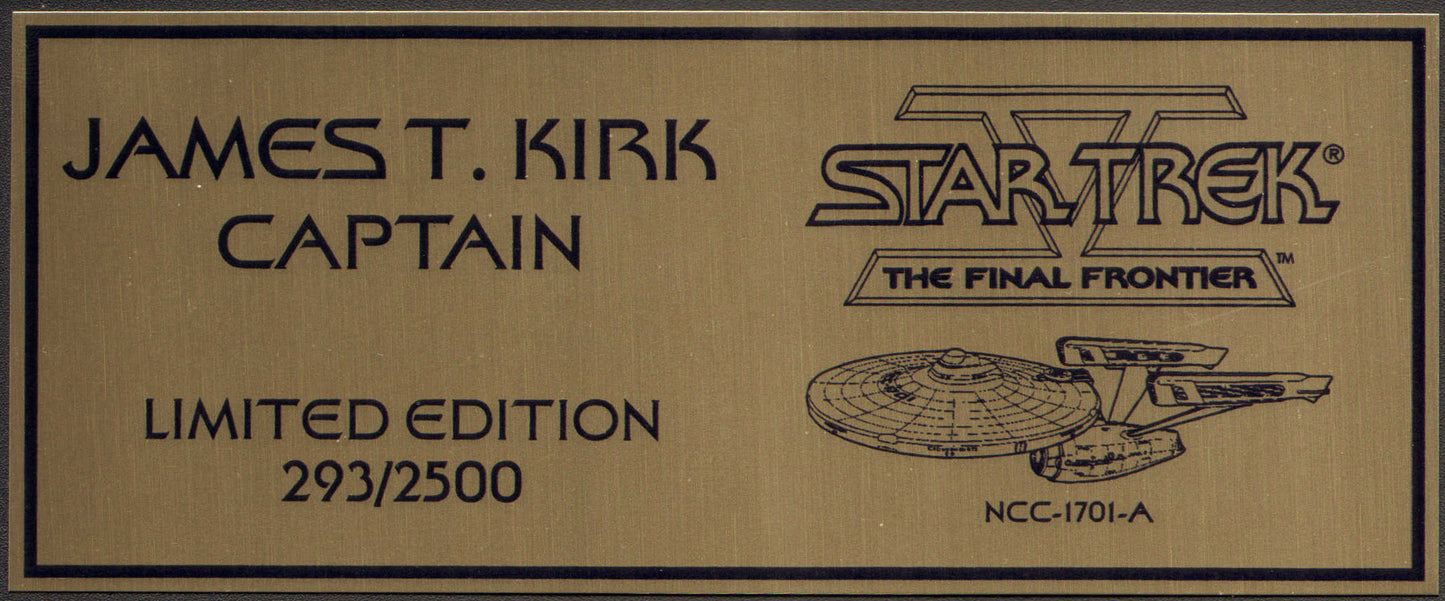 JAMES T. KIRK
CAPTAIN
LIMITED EDITION
293/2500
V
STAR TREK®
THE FINAL FRONTIER™
NCC-1701-A